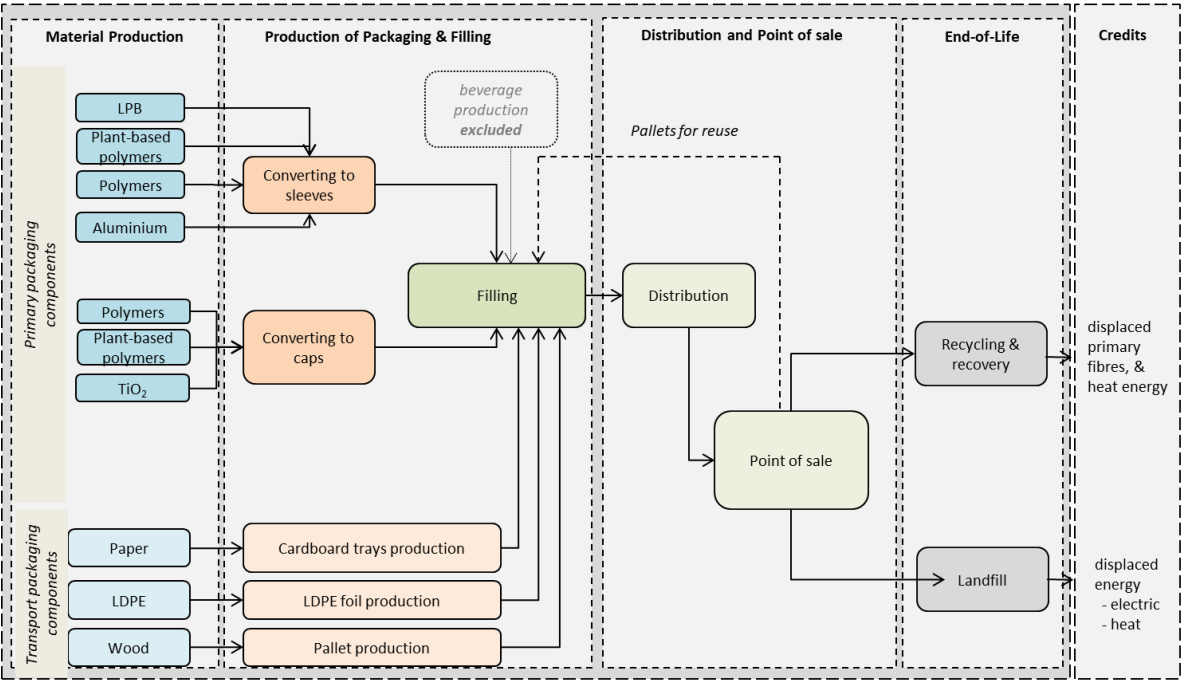 Material Production
Production of Packaging & Filling
Distribution and Point of sale
End-of-Life
Credits
Primary packaging
components
LPB
Plant-based
polymers
Polymers
Aluminium
Converting to
sleeves
beverage
production
excluded
Pallets for reuse
Polymers
Plant-based
polymers
TiO₂
Converting to
caps
Filling
Distribution
Point of sale
Recycling &
recovery
displaced
primary
fibres, &
heat energy
Transport packaging
components
Paper
LDPE
Wood
Cardboard trays production
LDPE foil production
Pallet production
Landfill
displaced
energy
- electric
- heat